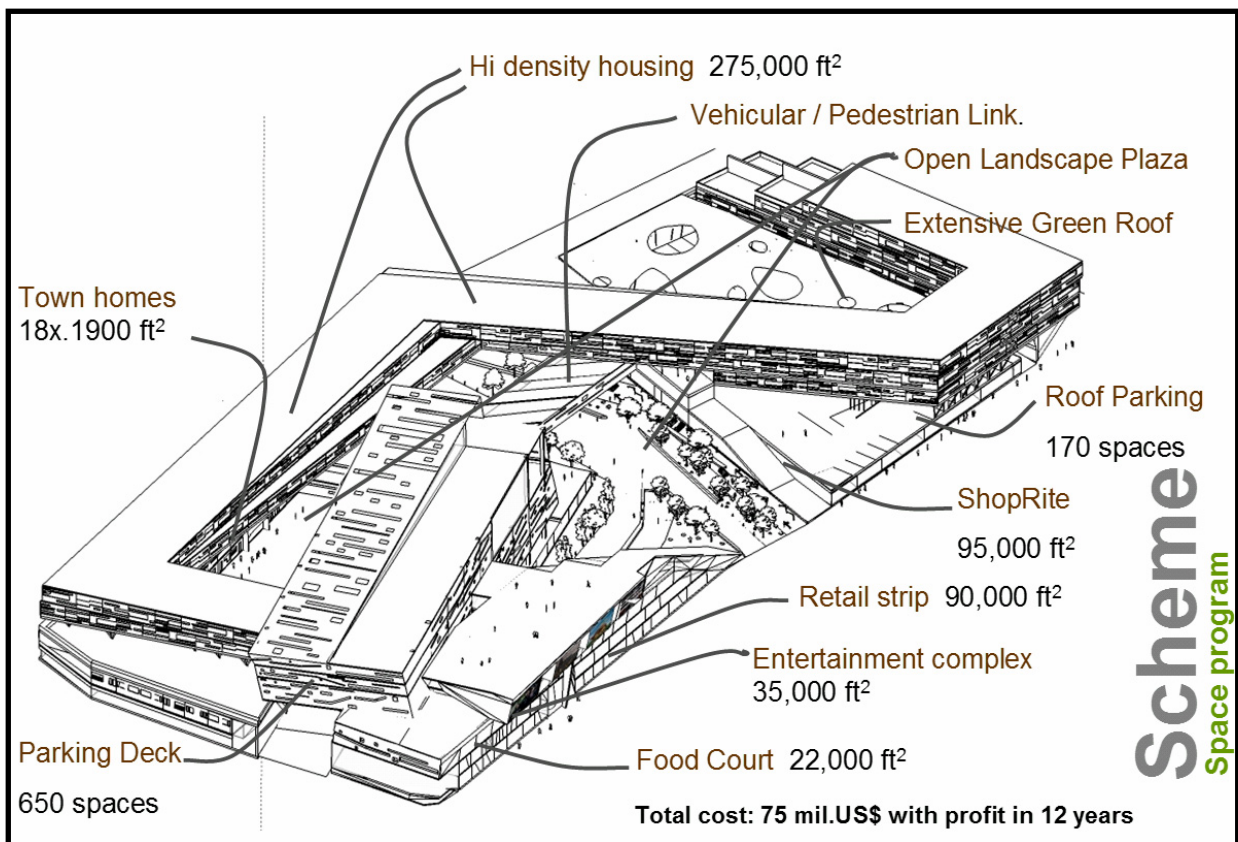 Hi density housing 275,000 ft²
Vehicular / Pedestrian Link.
Open Landscape Plaza
Extensive Green Roof
Town homes
18x.1900 ft²
Roof Parking
170 spaces
ShopRite
95,000 ft²
Retail strip 90,000 ft²
Entertainment complex
35,000 ft²
Parking Deck
650 spaces
Food Court 22,000 ft²
Total cost: 75 mil.US$ with profit in 12 years
Scheme
Space program